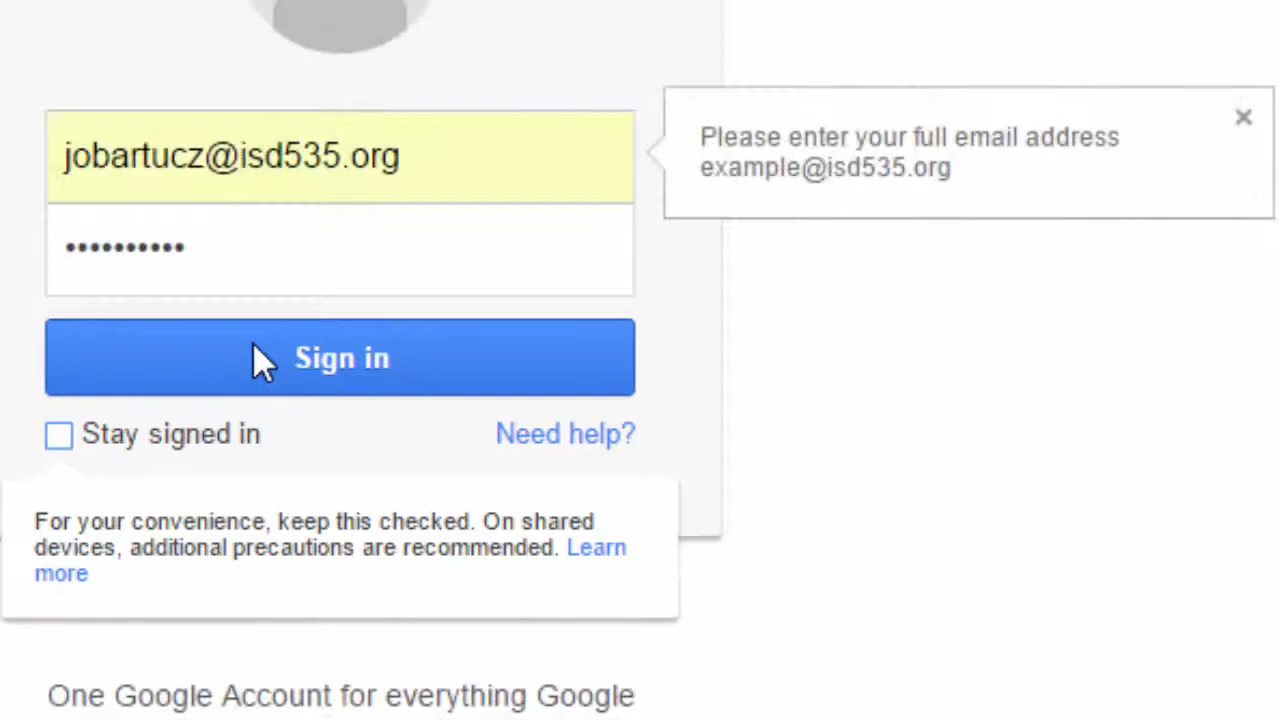 jobartucz@isd535.org
Please enter your full email address
example@isd535.org
••••••••••
Sign in
Stay signed in
Need help?
For your convenience, keep this checked. On shared
devices, additional precautions are recommended. Learn
more
One Google Account for everything Google